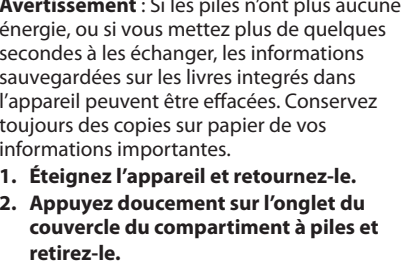 Avertissement : Si les piles n'ont plus aucune
énergie, ou si vous mettez plus de quelques
secondes à les échanger, les informations
sauvegardées sur les livres integrés dans
l'appareil peuvent être effacées. Conservez
toujours des copies sur papier de vos
informations importantes.
1. Éteignez l'appareil et retournez-le.
2. Appuyez doucement sur l'onglet du
couvercle du compartiment à piles et
retirez-le.